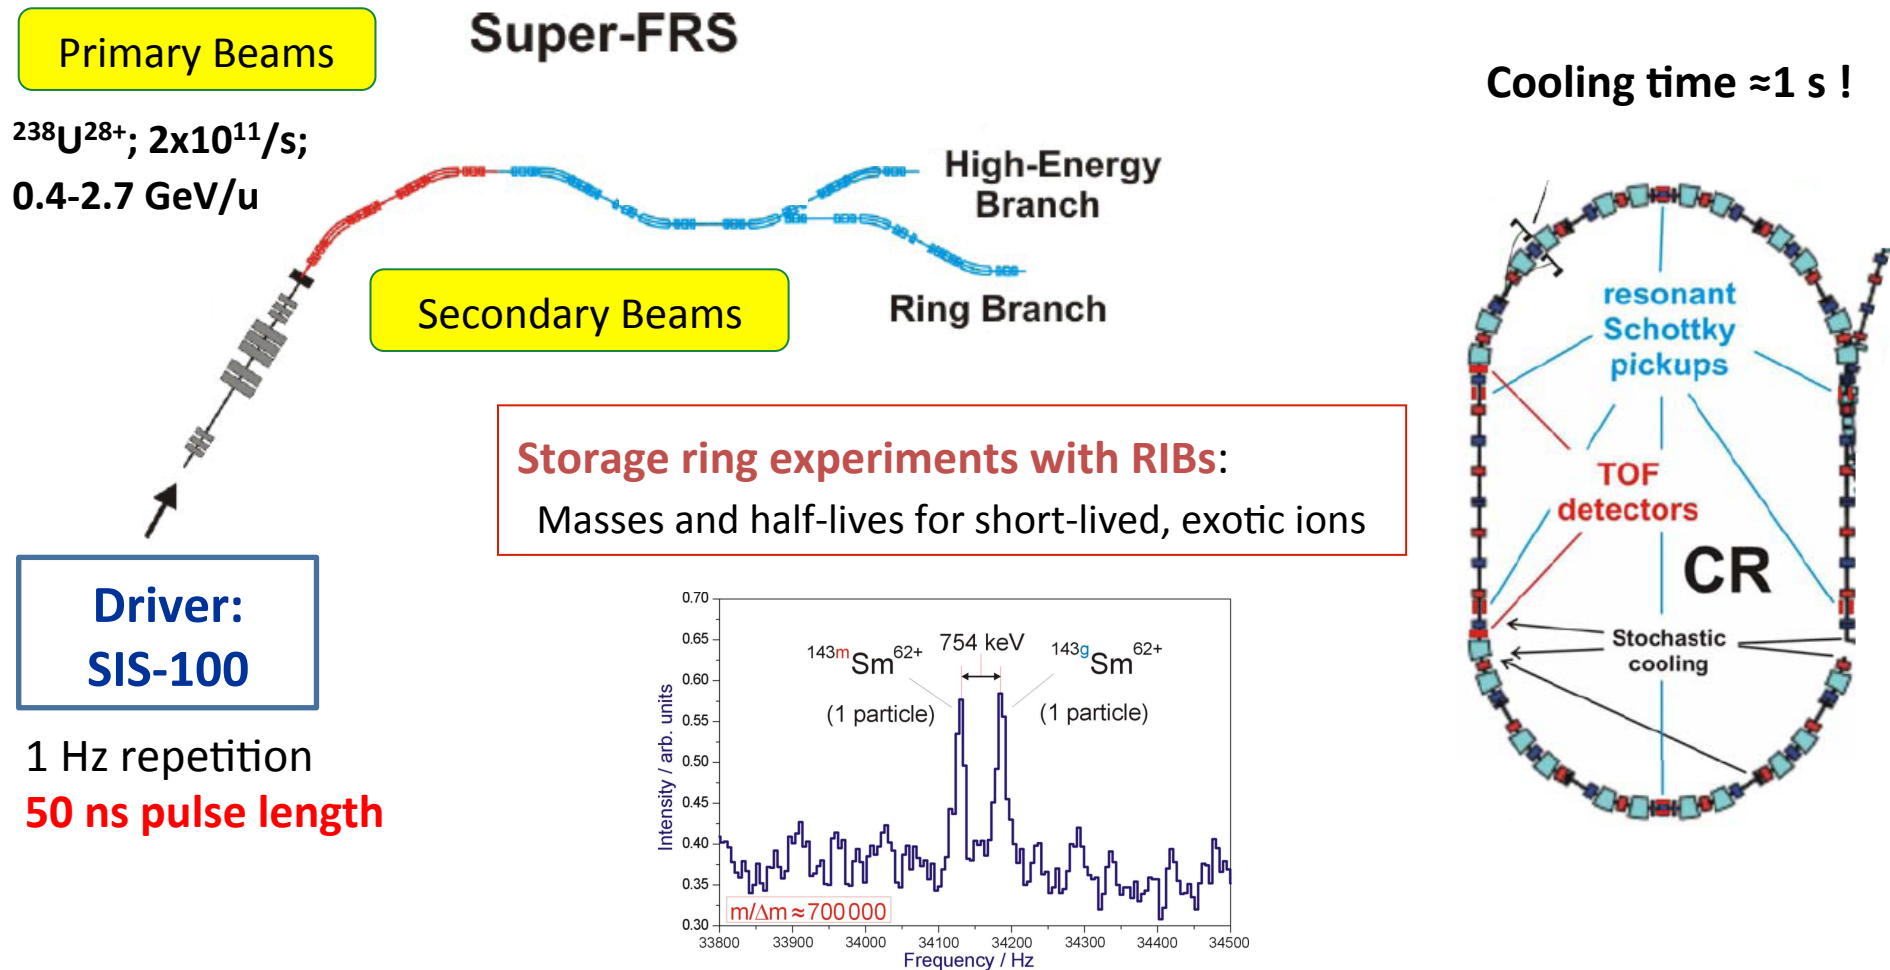 Primary Beams
Super-FRS
Cooling time ≈1 s !
²³⁸U²⁸⁺; 2x10¹¹/s;
0.4-2.7 GeV/u
High-Energy
Branch
Secondary Beams
Ring Branch
resonant
Schottky
pickups
Storage ring experiments with RIBs:
Masses and half-lives for short-lived, exotic ions
TOF
detectors
CR
Stochastic
cooling
Driver:
SIS-100
1 Hz repetition
50 ns pulse length
0.70
0.65
0.60
0.55
0.50
0.45
0.40
0.35
0.30
Intensity / arb. units
754 keV
¹⁴³ᵐSm⁶²⁺
(1 particle)
¹⁴³ᵍSm⁶²⁺
(1 particle)
m/Δm ≈ 700 000
33800 33900 34000 34100 34200 34300 34400 34500
Frequency / Hz